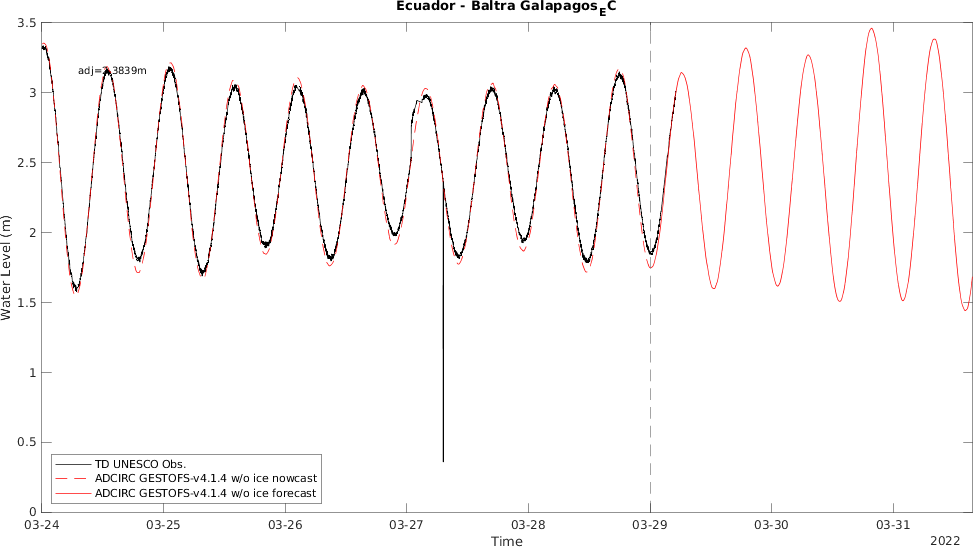 Ecuador - Baltra Galapagos_EC
3.5
3
2.5
2
1.5
1
0.5
0
Water Level (m)
TD UNESCO Obs.
ADCIRC GESTOFS-v4.1.4 w/o ice nowcast
ADCIRC GESTOFS-v4.1.4 w/o ice forecast
03-24
03-25
03-26
03-27
03-28
03-29
03-30
03-31
Time
2022